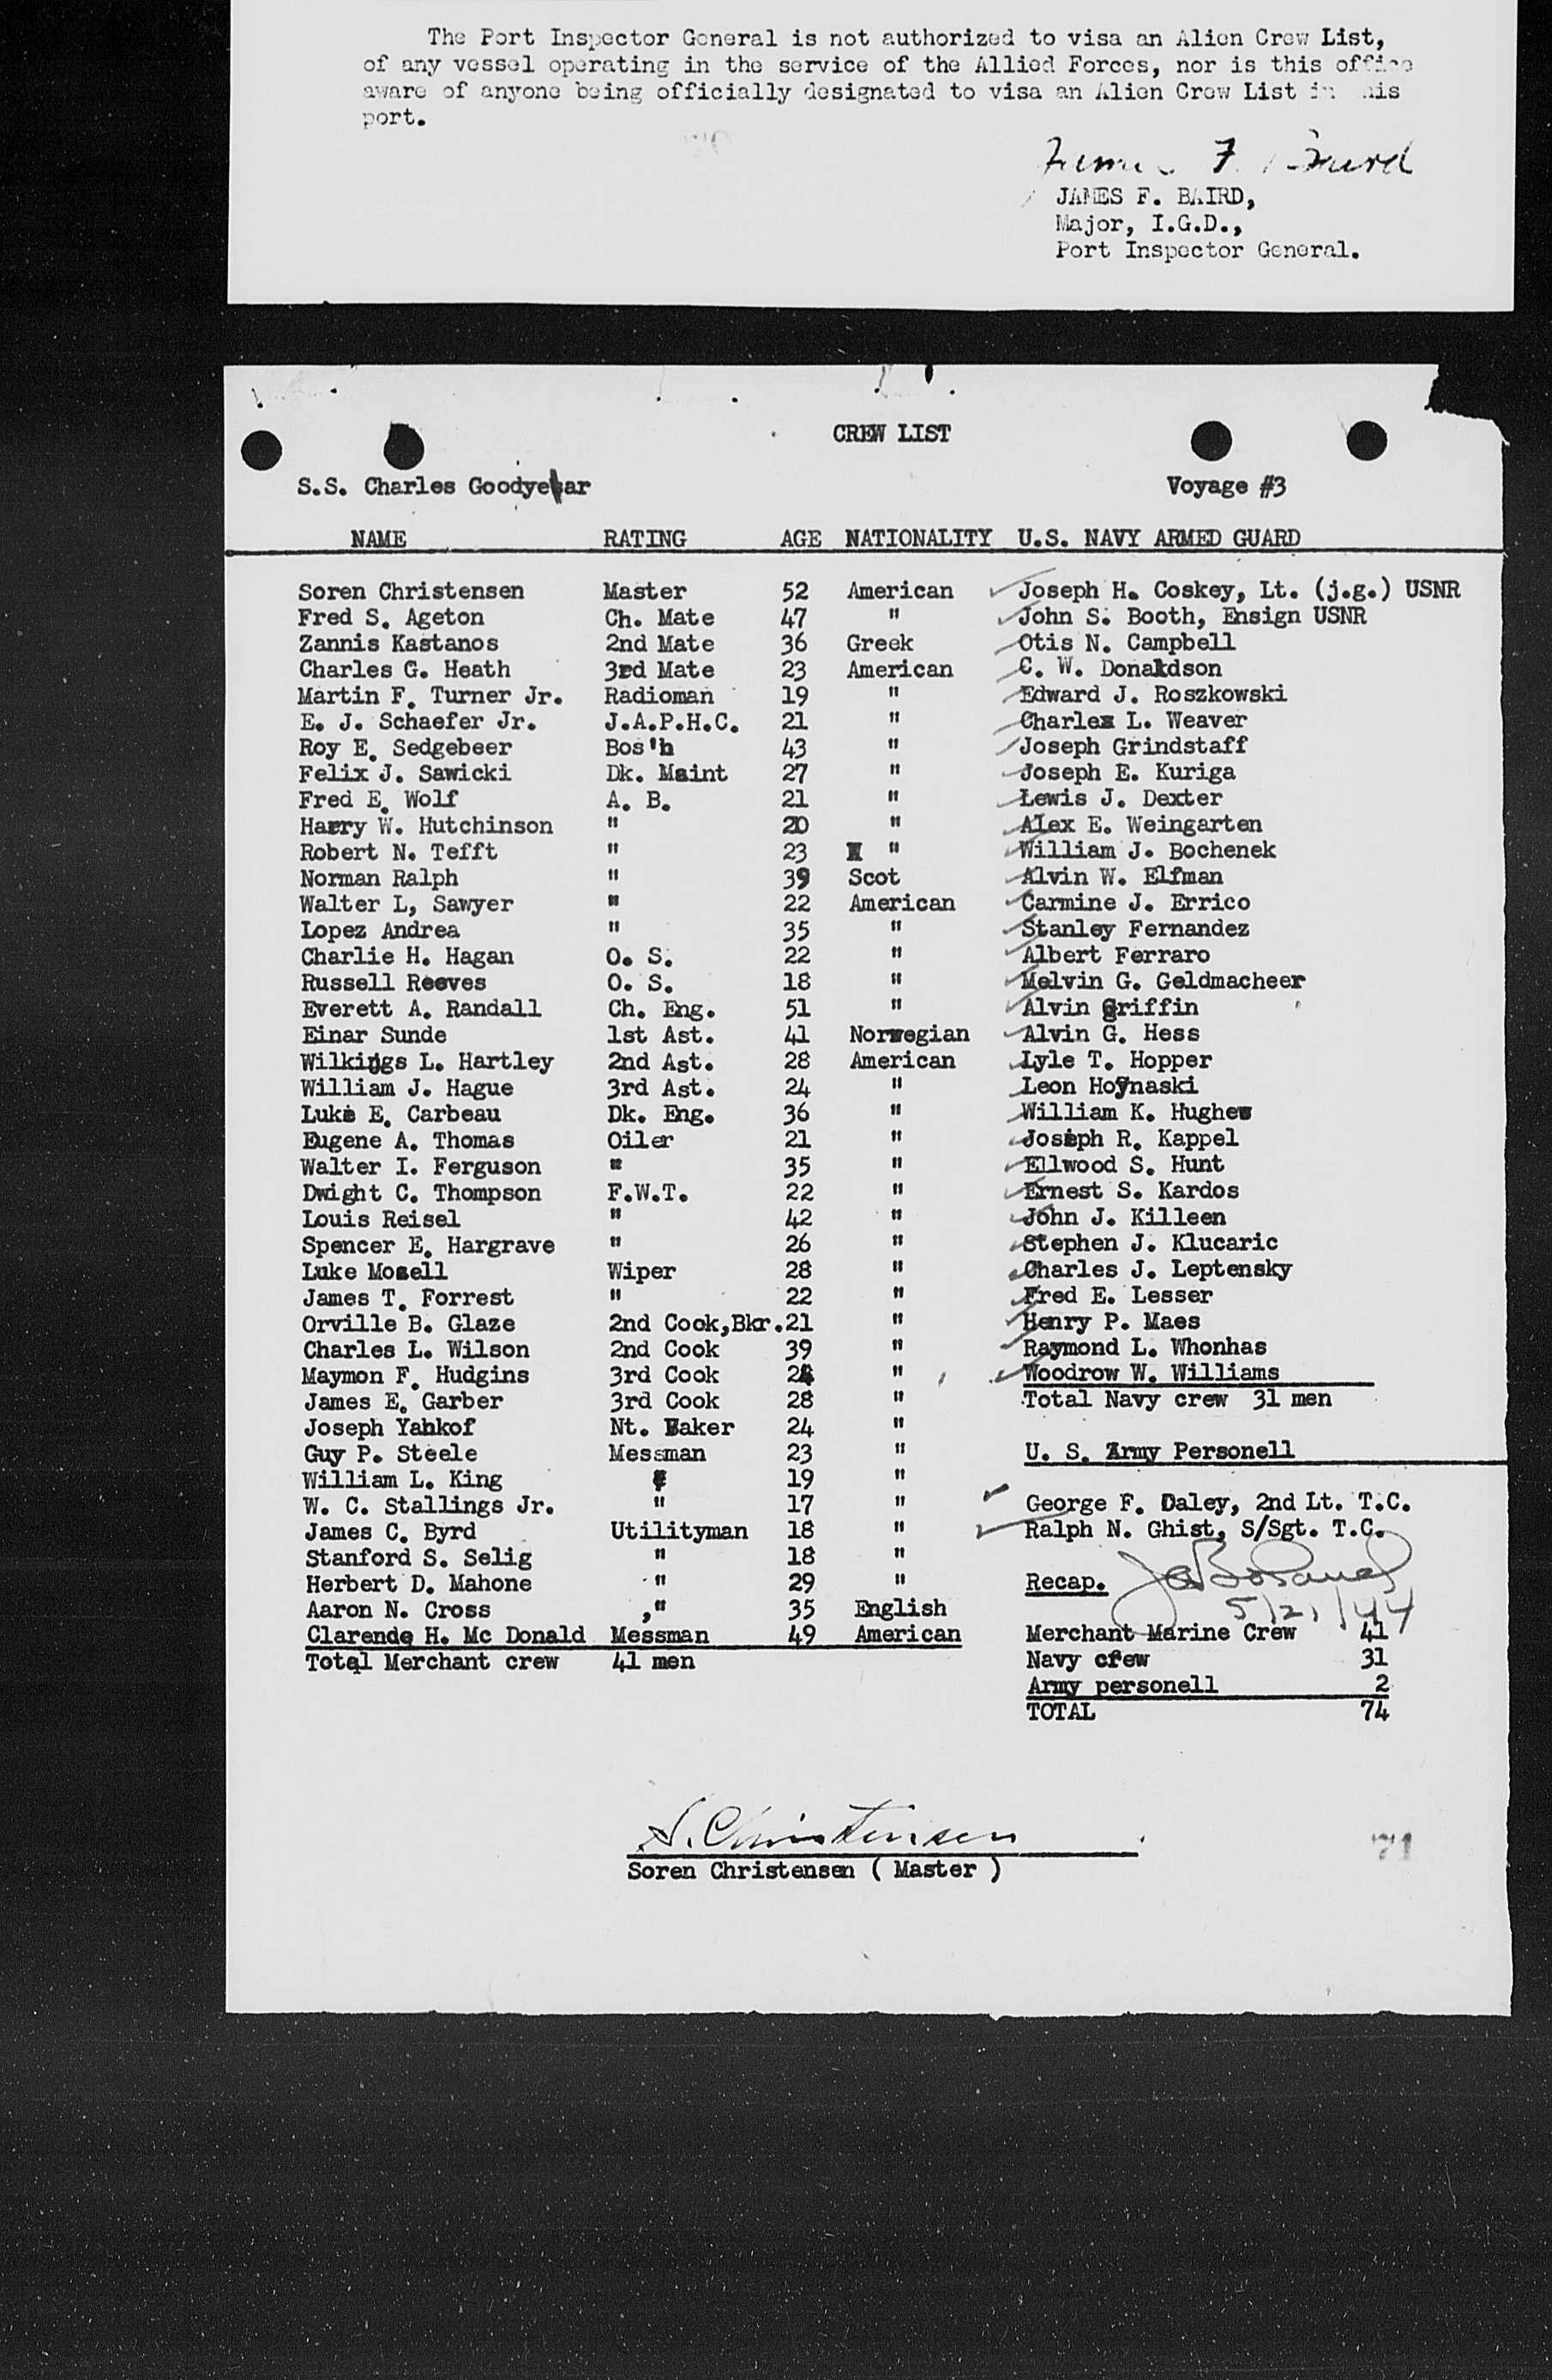 The Port Inspector General is not authorized to visa an Alien Crew List,
of any vessel operating in the service of the Allied Forces, nor is this office
aware of anyone being officially designated to visa an Alien Crew List in his
port.
James F. Baird
JAMES F. BAIRD,
Major, I.G.D.,
Port Inspector General.
CREW LIST
S.S. Charles Goodyear Voyage #3
NAME RATING AGE NATIONALITY U.S. NAVY ARMED GUARD
Soren Christensen Master 52 American Joseph H. Coskey, Lt. (j.g.) USNR
Fred S. Ageton Ch. Mate 47 " John S. Booth, Ensign USNR
Zannis Kastanos 2nd Mate 36 Greek Otis N. Campbell
Charles G. Heath 3rd Mate 23 American C. W. Donaldson
Martin F. Turner Jr. Radioman 19 " Edward J. Roszkowski
E. J. Schaefer Jr. J.A.P.H.C. 21 " Charles L. Weaver
Roy E. Sedgebeer Bos'n 43 " Joseph Grindstaff
Felix J. Sawicki Dk. Maint 27 " Joseph E. Kuriga
Fred E. Wolf A. B. 21 " Lewis J. Dexter
Harry W. Hutchinson " 20 " Alex E. Weingarten
Robert N. Tefft " 23 " William J. Bochenek
Norman Ralph " 39 Scot Alvin W. Elfman
Walter L, Sawyer " 22 American Carmine J. Errico
Lopez Andrea " 35 " Stanley Fernandez
Charlie H. Hagan O. S. 22 " Albert Ferraro
Russell Reeves O. S. 18 " Melvin G. Geldmacheer
Everett A. Randall Ch. Eng. 51 " Alvin Griffin
Einar Sunde 1st Ast. 41 Norwegian Alvin G. Hess
Wilkings L. Hartley 2nd Ast. 28 American Lyle T. Hopper
William J. Hague 3rd Ast. 24 " Leon Hoynaski
Luke E. Carbeau Dk. Eng. 36 " William K. Hughes
Eugene A. Thomas Oiler 21 " Joseph R. Kappel
Walter I. Ferguson " 35 " Ellwood S. Hunt
Dwight C. Thompson F.W.T. 22 " Ernest S. Kardos
Louis Reisel " 42 " John J. Killeen
Spencer E. Hargrave " 26 " Stephen J. Klucaric
Luke Mosell Wiper 28 " Charles J. Leptensky
James T. Forrest " 22 " Fred E. Lesser
Orville B. Glaze 2nd Cook,Bkr. 21 " Henry P. Maes
Charles L. Wilson 2nd Cook 39 " Raymond L. Whonhas
Maymon F. Hudgins 3rd Cook 24 " Woodrow W. Williams
James E. Garber 3rd Cook 28 " Total Navy crew 31 men
Joseph Yahkof Nt. Baker 24 "
Guy P. Steele Messman 23 " U. S. Army Personell
William L. King " 19 "
W. C. Stallings Jr. " 17 " George F. Daley, 2nd Lt. T.C.
James C. Byrd Utilityman 18 " Ralph N. Ghist, S/Sgt. T.C.
Stanford S. Selig " 18 "
Herbert D. Mahone " 29 " Recap.
Aaron N. Cross " 35 English 5/21/44
Clarende H. Mc Donald Messman 49 American Merchant Marine Crew 41
Total Merchant crew 41 men Navy crew 31
Army personell 2
TOTAL 74
S. Christensen
Soren Christensen ( Master )
71